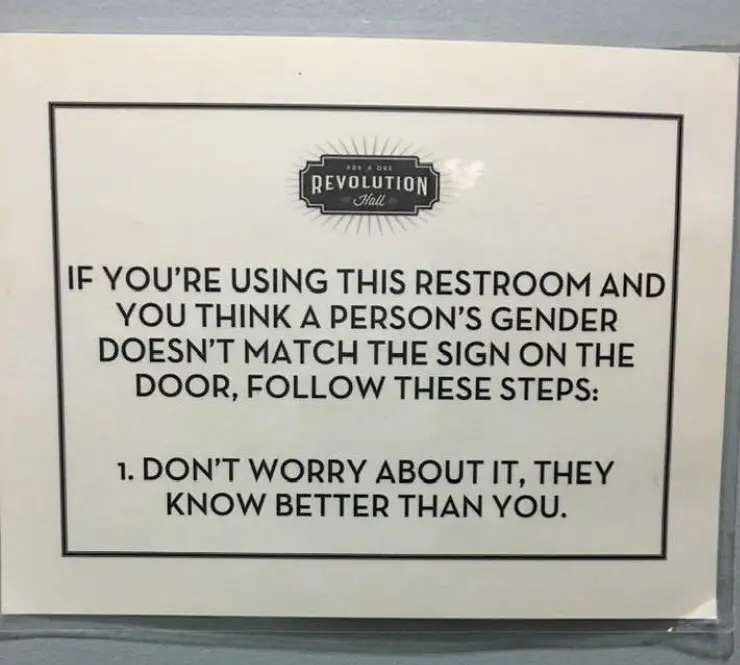 REVOLUTION
Hall
IF YOU'RE USING THIS RESTROOM AND
YOU THINK A PERSON'S GENDER
DOESN'T MATCH THE SIGN ON THE
DOOR, FOLLOW THESE STEPS:
1. DON'T WORRY ABOUT IT, THEY
KNOW BETTER THAN YOU.